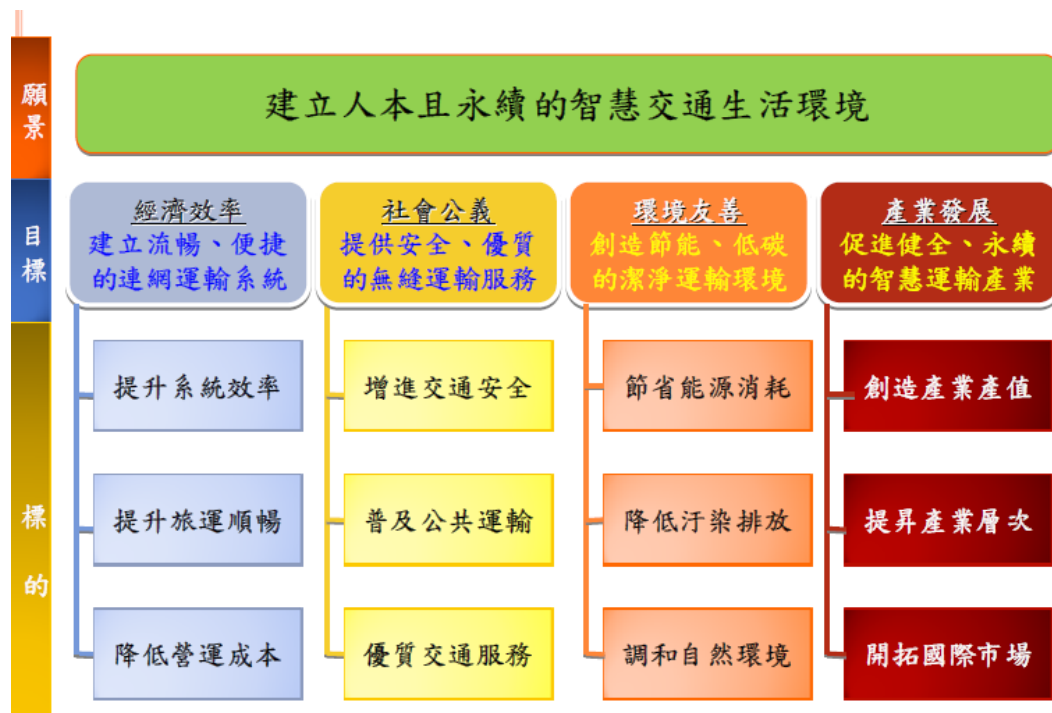 願景
建立人本且永續的智慧交通生活環境
目標
經濟效率
建立流暢、便捷
的連網運輸系統
社會公義
提供安全、優質
的無縫運輸服務
環境友善
創造節能、低碳
的潔淨運輸環境
產業發展
促進健全、永續
的智慧運輸產業
標的
提升系統效率
增進交通安全
節省能源消耗
創造產業產值
提升旅運順暢
普及公共運輸
降低汙染排放
提昇產業層次
降低營運成本
優質交通服務
調和自然環境
開拓國際市場